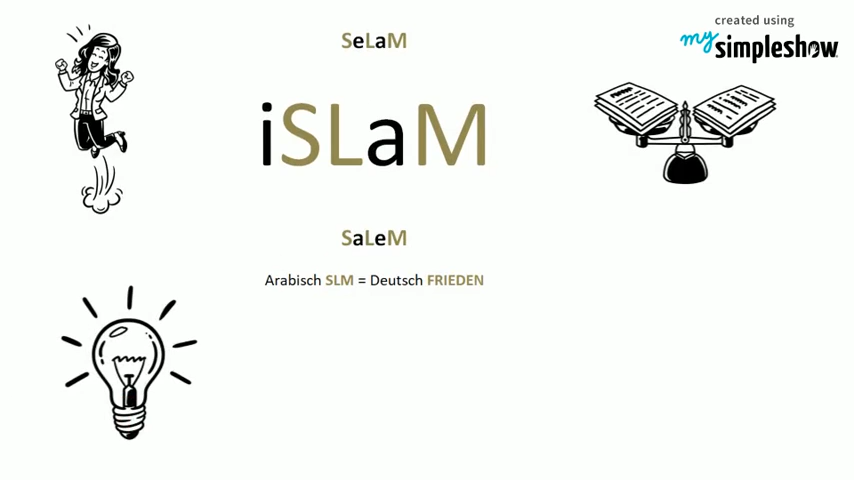 SeLaM
created using
my simpleshow.
iSLaM
SaLeM
Arabisch SLM = Deutsch FRIEDEN